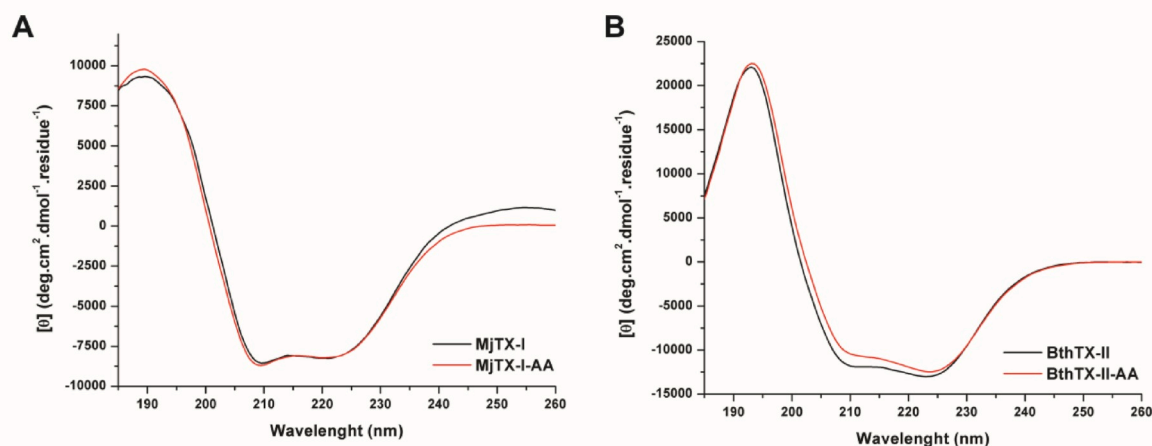 A
[θ] (deg.cm².dmol⁻¹.residue⁻¹)
10000
7500
5000
2500
0
-2500
-5000
-7500
-10000
MjTX-I
MjTX-I-AA
190 200 210 220 230 240 250 260
Wavelenght (nm)
B
[θ] (deg.cm².dmol⁻¹.residue⁻¹)
25000
20000
15000
10000
5000
0
-5000
-10000
-15000
BthTX-II
BthTX-II-AA
190 200 210 220 230 240 250 260
Wavelenght (nm)